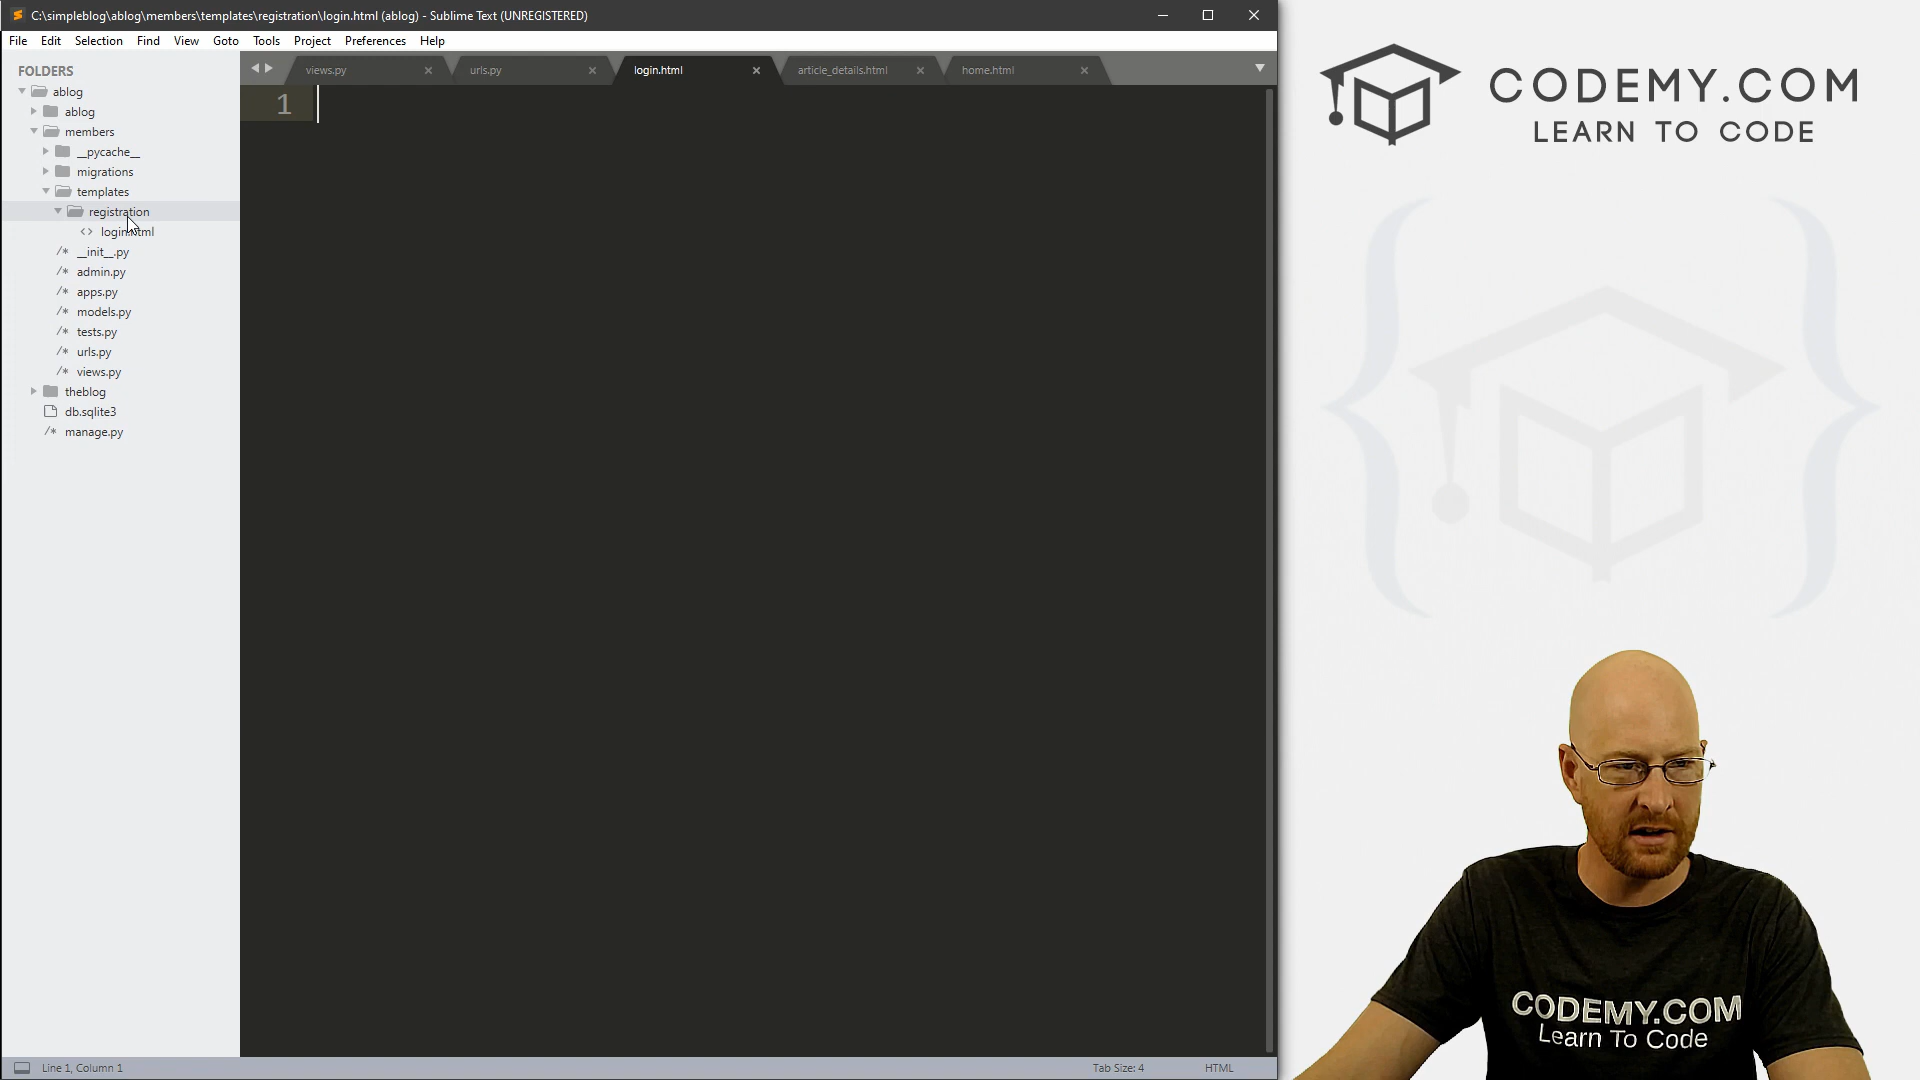 C:\simpleblog\ablog\members\templates\registration\login.html (ablog) - Sublime Text (UNREGISTERED)
File Edit Selection Find View Goto Tools Project Preferences Help
FOLDERS
ablog
ablog
members
__pycache__
migrations
templates
registration
login.html
__init__.py
admin.py
apps.py
models.py
tests.py
urls.py
views.py
theblog
db.sqlite3
manage.py
views.py urls.py login.html article_details.html home.html
1
Line 1, Column 1 Tab Size: 4 HTML
CODEMY.COM
LEARN TO CODE
CODEMY.COM
Learn To Code